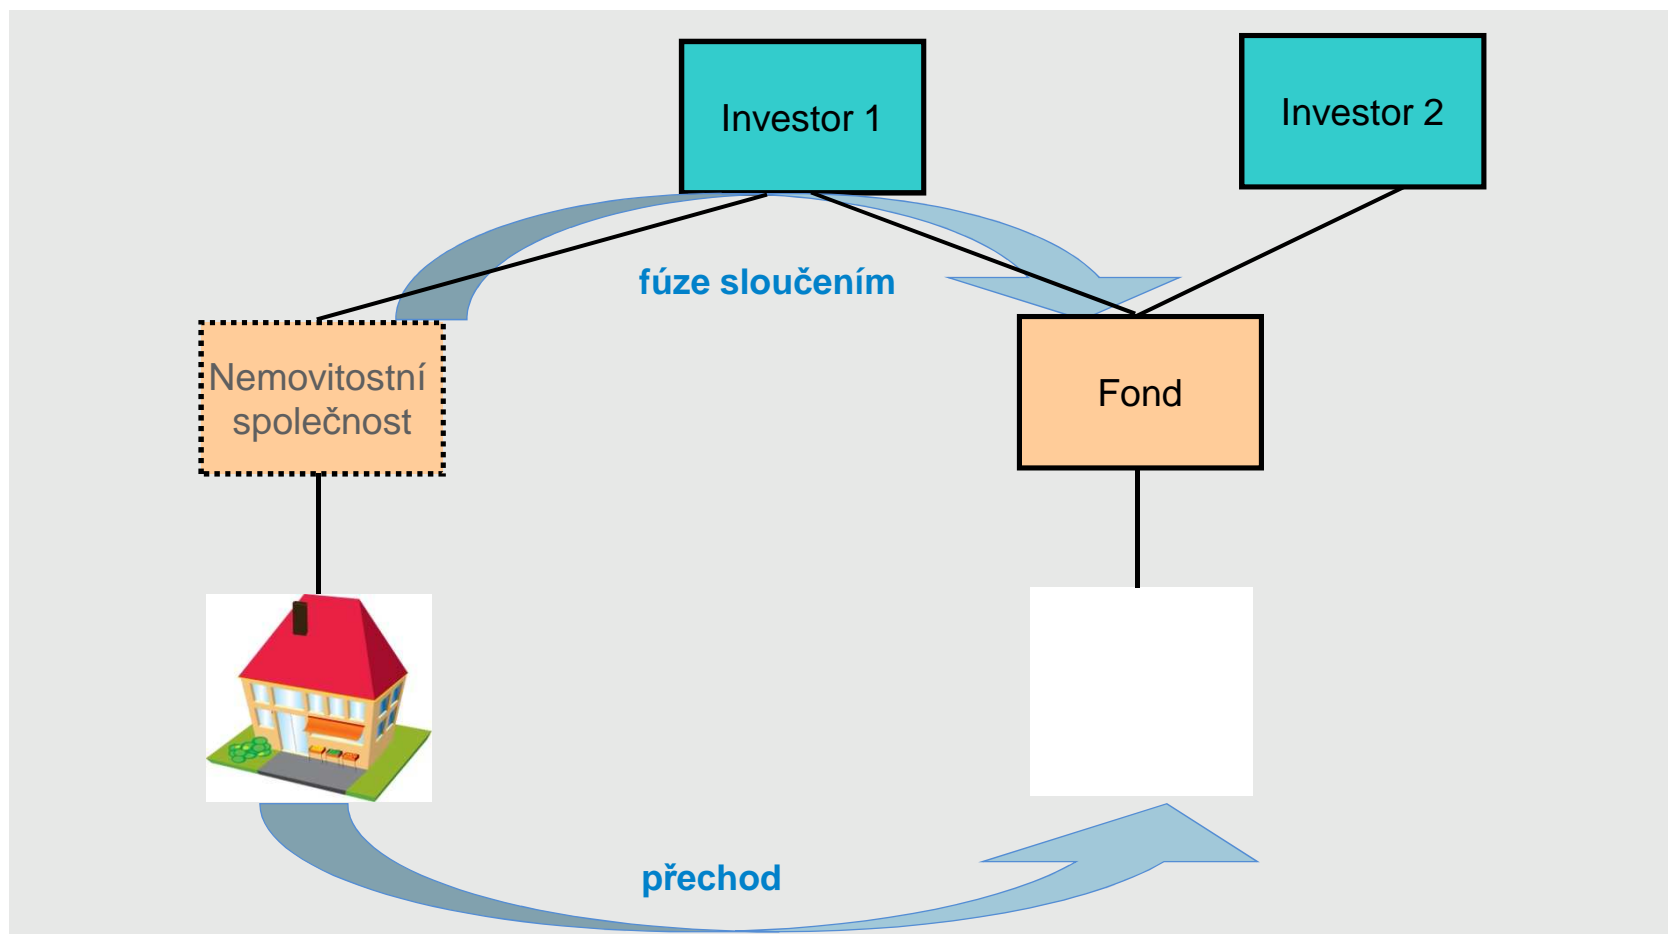 Investor 1
Investor 2
fúze sloučením
Nemovitostní
společnost
Fond
přechod